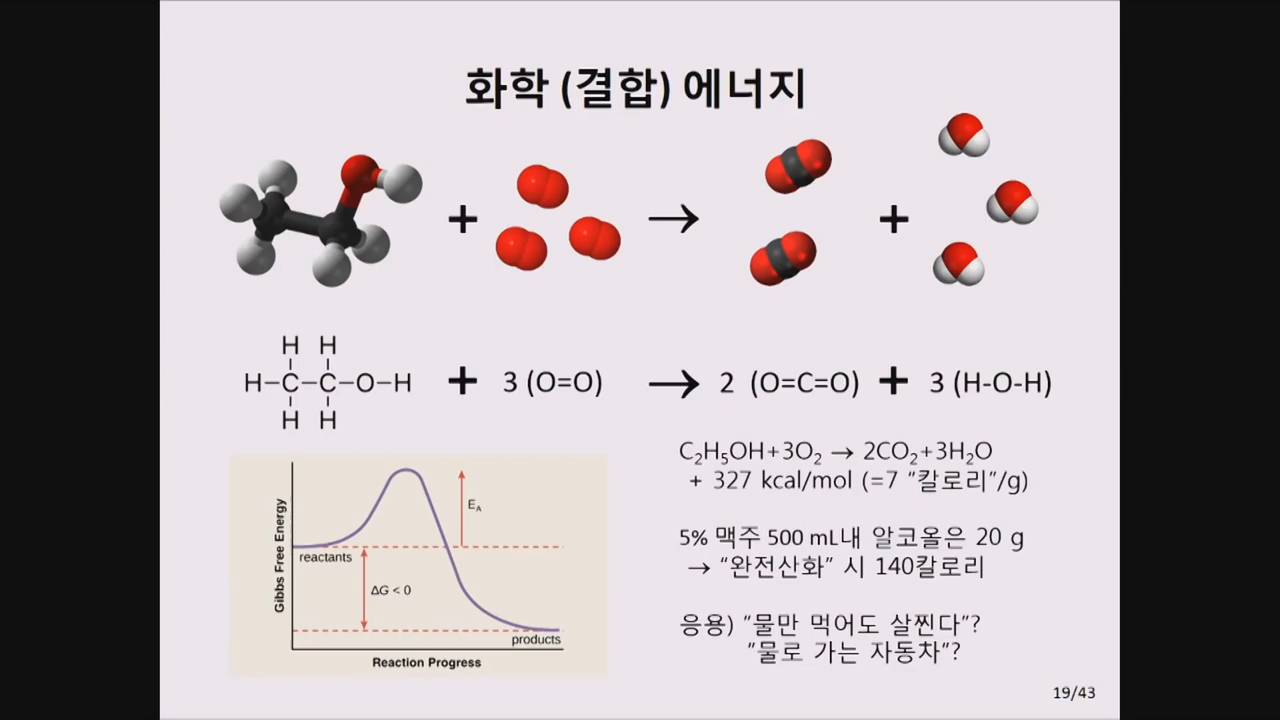 화학 (결합) 에너지
+ → +
H H
H-C-C-O-H + 3 (O=O) → 2 (O=C=O) + 3 (H-O-H)
H H
C₂H₅OH+3O₂ → 2CO₂+3H₂O
+ 327 kcal/mol (=7 “칼로리”/g)
5% 맥주 500 mL내 알코올은 20 g
→ “완전산화” 시 140칼로리
응용) ”물만 먹어도 살찐다”?
”물로 가는 자동차”?
Gibbs Free Energy
E_A
reactants
ΔG < 0
products
Reaction Progress
19/43